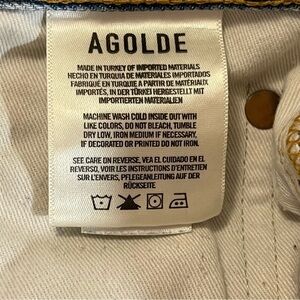 AGOLDE
MADE IN TURKEY OF IMPORTED MATERIALS
HECHO EN TURQUIA DE MATERIALES IMPORTADOS
FABRIQUÉ EN TURQUIE À PARTIR DE MATÉRIAUX
IMPORTÉS, IN DER TÜRKEI HERGESTELLT MIT
IMPORTIERTEN MATERIALIEN
MACHINE WASH COLD INSIDE OUT WITH
LIKE COLORS, DO NOT BLEACH, TUMBLE
DRY LOW, IRON MEDIUM IF NECESSARY.
IF DECORATED OR PRINTED DO NOT IRON.
SEE CARE ON REVERSE, VEA EL CUIDADO EN EL
REVERSO, VOIR LES INSTRUCTIONS D'ENTRETIEN
SUR L'ENVERS, PFLEGEANLEITUNG AUF DER
RÜCKSEITE